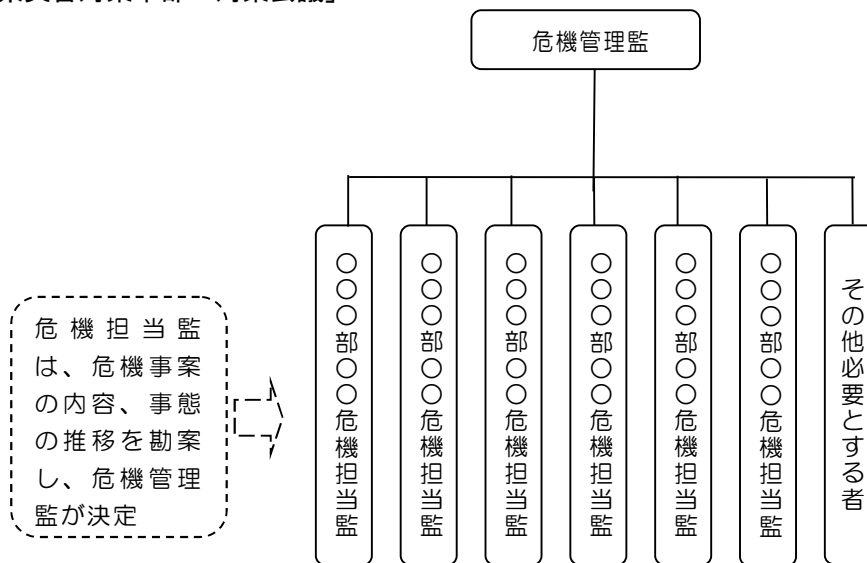 危機管理監
〇〇〇部〇〇危機担当監
〇〇〇部〇〇危機担当監
〇〇〇部〇〇危機担当監
〇〇〇部〇〇危機担当監
〇〇〇部〇〇危機担当監
〇〇〇部〇〇危機担当監
その他必要とする者
危機担当監
は、危機事案
の内容、事態
の推移を勘案
し、危機管理
監が決定